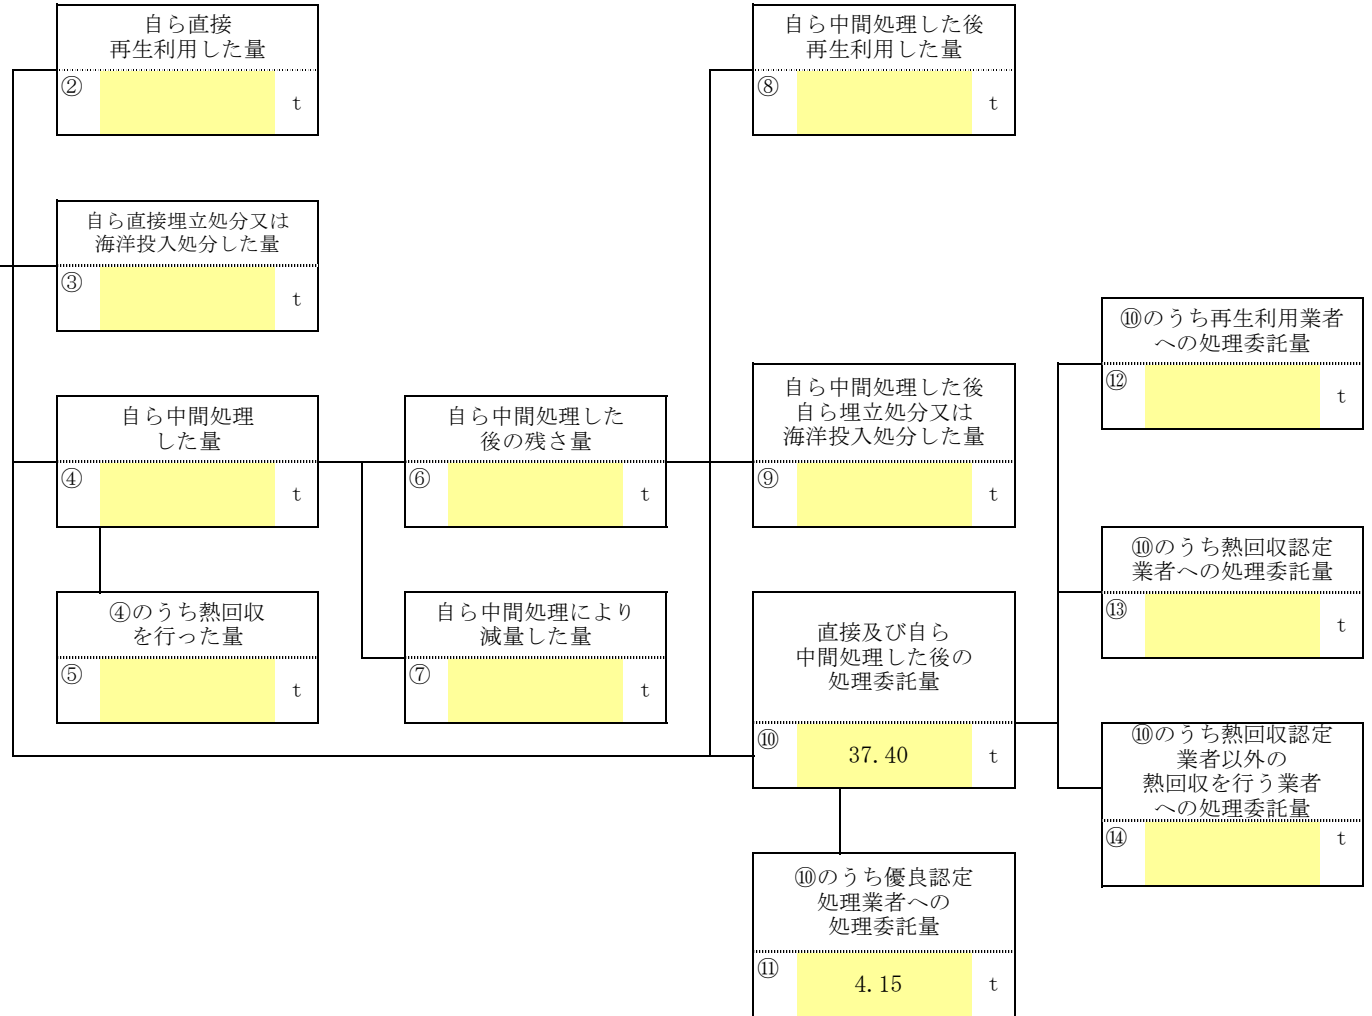 自ら直接
再生利用した量
②
t
自ら中間処理した後
再生利用した量
⑧
t
自ら直接埋立処分又は
海洋投入処分した量
③
t
⑩のうち再生利用業者
への処理委託量
⑫
t
自ら中間処理
した量
④
t
自ら中間処理した
後の残さ量
⑥
t
自ら中間処理した後
自ら埋立処分又は
海洋投入処分した量
⑨
t
⑩のうち熱回収認定
業者への処理委託量
⑬
t
④のうち熱回収
を行った量
⑤
t
自ら中間処理により
減量した量
⑦
t
直接及び自ら
中間処理した後の
処理委託量
⑩
37.40
t
⑩のうち熱回収認定
業者以外の
熱回収を行う業者
への処理委託量
⑭
t
⑩のうち優良認定
処理業者への
処理委託量
⑪
4.15
t